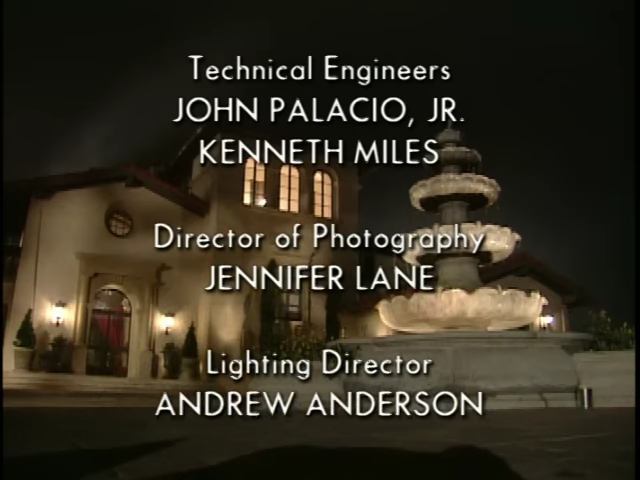 Technical Engineers
JOHN PALACIO, JR.
KENNETH MILES
Director of Photography
JENNIFER LANE
Lighting Director
ANDREW ANDERSON